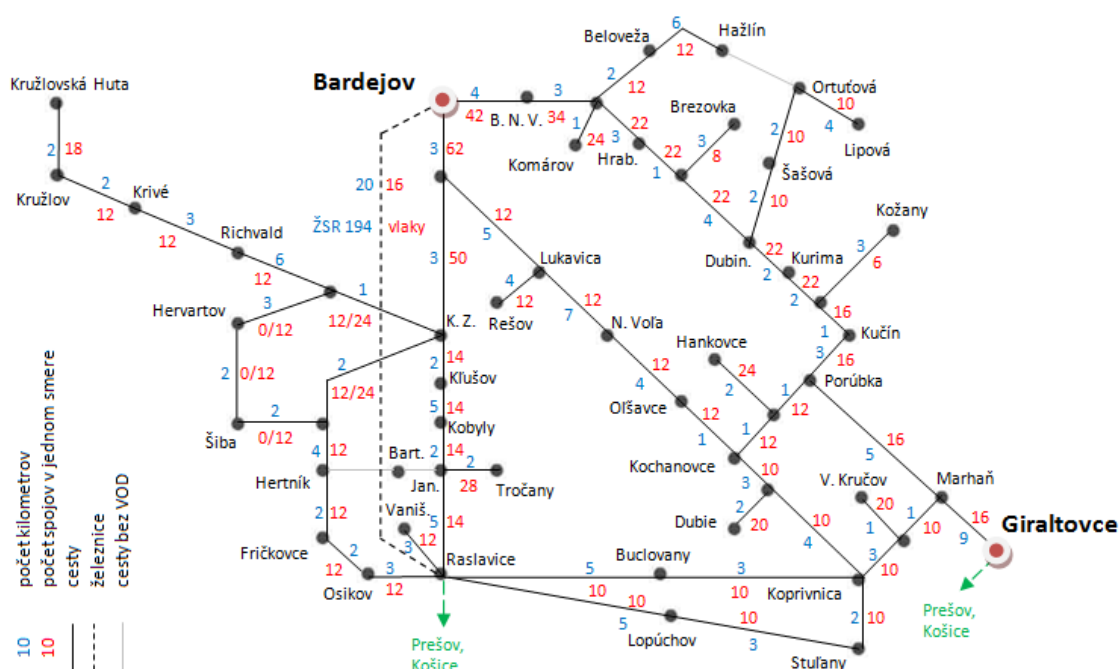 6
Hažlín
Beloveža
12
Kružlovská Huta
Bardejov
2
12
Ortuťová
4
3
Brezovka
10
42
B. N. V.
34
1
24
22
2
10
4
Lipová
Komárov
3
Hrab.
3
8
22
1
Šašová
2
18
3
62
Kružlov
2
Krivé
12
3
12
Richvald
6
12
20
16
ŽSR 194
vlaky
12
5
22
4
2
10
Kožany
3
6
Dubin.
22
Kurima
2
22
2
16
Lukavica
4
12
Rešov
3
50
1
12/24
Hervartov
3
0/12
K. Z.
12
7
N. Voľa
1
Kučín
3
16
Hankovce
24
2
Porúbka
1
12
2
14
Kľušov
2
12/24
2
0/12
12
4
Oľšavce
5
14
Kobyly
2
0/12
Šiba
12
1
1
12
Kochanovce
16
5
4
12
Hertník
Bart.
2
14
Jan.
2
28
Tročany
10
3
V. Kručov
20
Marhaň
2
Dubie
20
10
4
1
1
10
16
9
Giraltovce
Vaniš.
5
14
12
3
2
12
Fričkovce
2
12
Osikov
3
12
Raslavice
Buclovany
5
10
3
10
3
10
Koprivnica
10
5
Lopúchov
10
3
2
10
Stuľany
Prešov,
Košice
Prešov,
Košice
10 počet kilometrov
10 počet spojov v jednom smere
cesty
železnice
cesty bez VOD